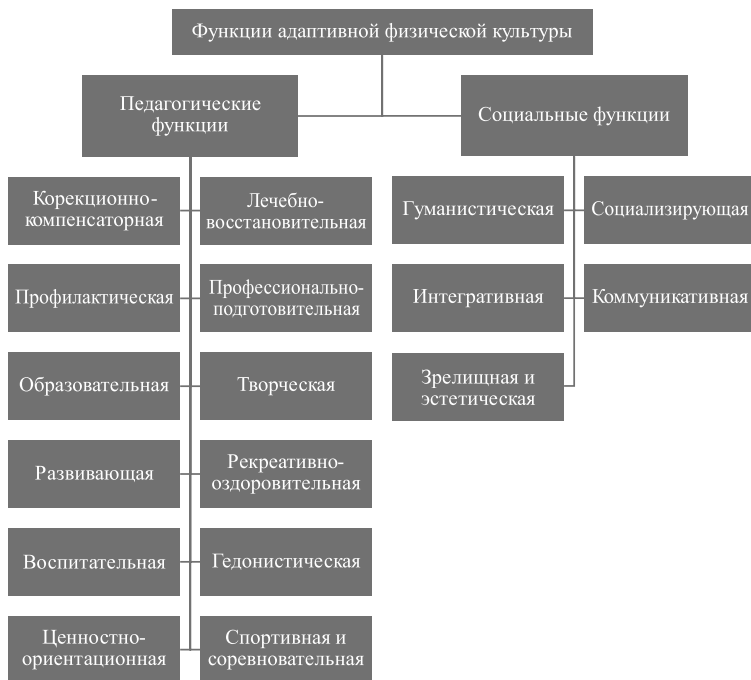 Функции адаптивной физической культуры
Педагогические
функции
Социальные функции
Корекционно-
компенсаторная
Лечебно-
восстановительная
Гуманистическая
Социализирующая
Профилактическая
Профессионально-
подготовительная
Интегративная
Коммуникативная
Образовательная
Творческая
Зрелищная и
эстетическая
Развивающая
Рекреативно-
оздоровительная
Воспитательная
Гедонистическая
Ценностно-
ориентационная
Спортивная и
соревновательная